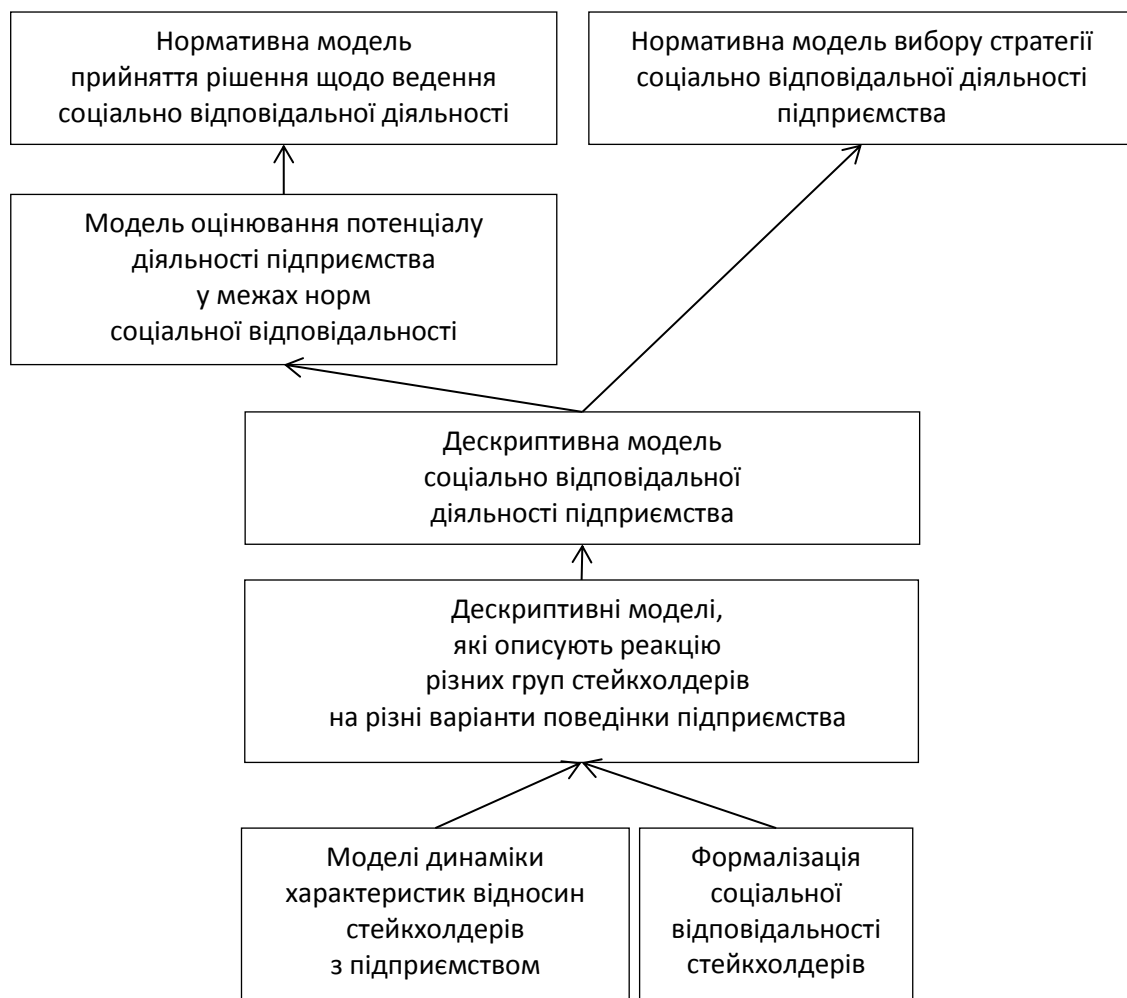 Нормативна модель
прийняття рішення щодо ведення
соціально відповідальної діяльності
Нормативна модель вибору стратегії
соціально відповідальної діяльності
підприємства
Модель оцінювання потенціалу
діяльності підприємства
у межах норм
соціальної відповідальності
Дескриптивна модель
соціально відповідальної
діяльності підприємства
Дескриптивні моделі,
які описують реакцію
різних груп стейкхолдерів
на різні варіанти поведінки підприємства
Моделі динаміки
характеристик відносин
стейкхолдерів
з підприємством
Формалізація
соціальної
відповідальності
стейкхолдерів